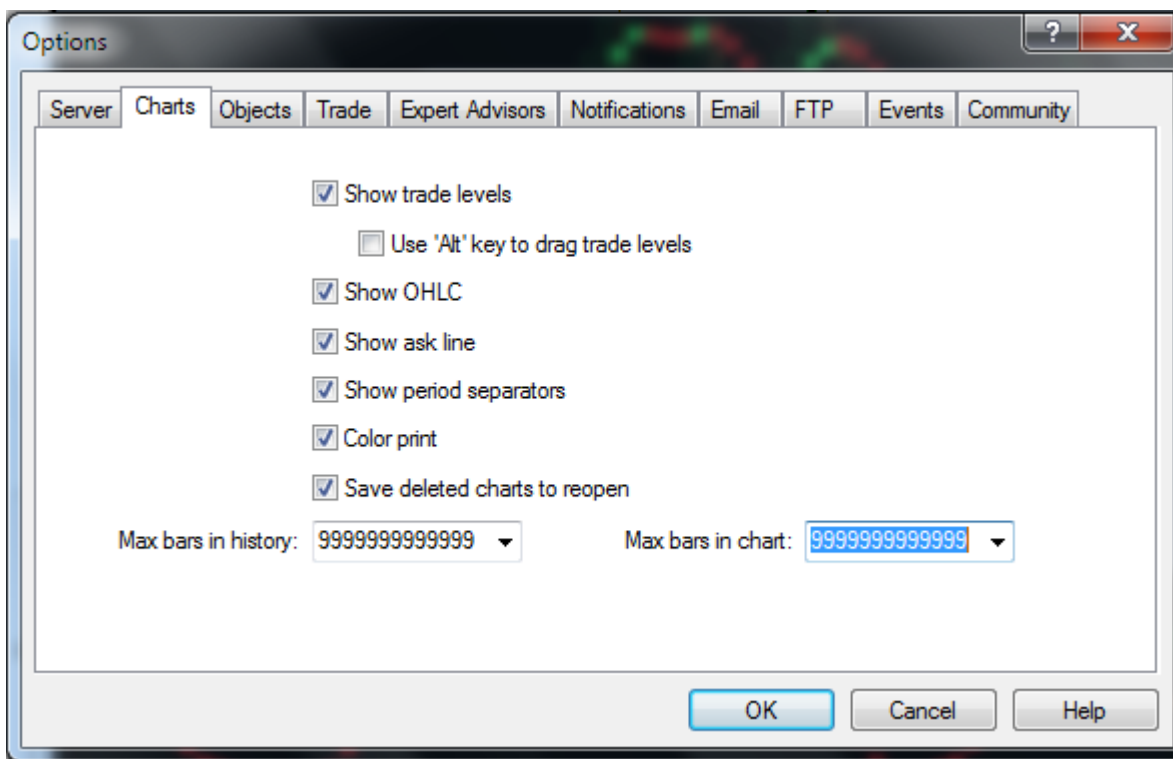 Options
?
X
Server Charts Objects Trade Expert Advisors Notifications Email FTP Events Community
Show trade levels
Use 'Alt' key to drag trade levels
Show OHLC
Show ask line
Show period separators
Color print
Save deleted charts to reopen
Max bars in history: 9999999999999 Max bars in chart: 9999999999999
OK Cancel Help